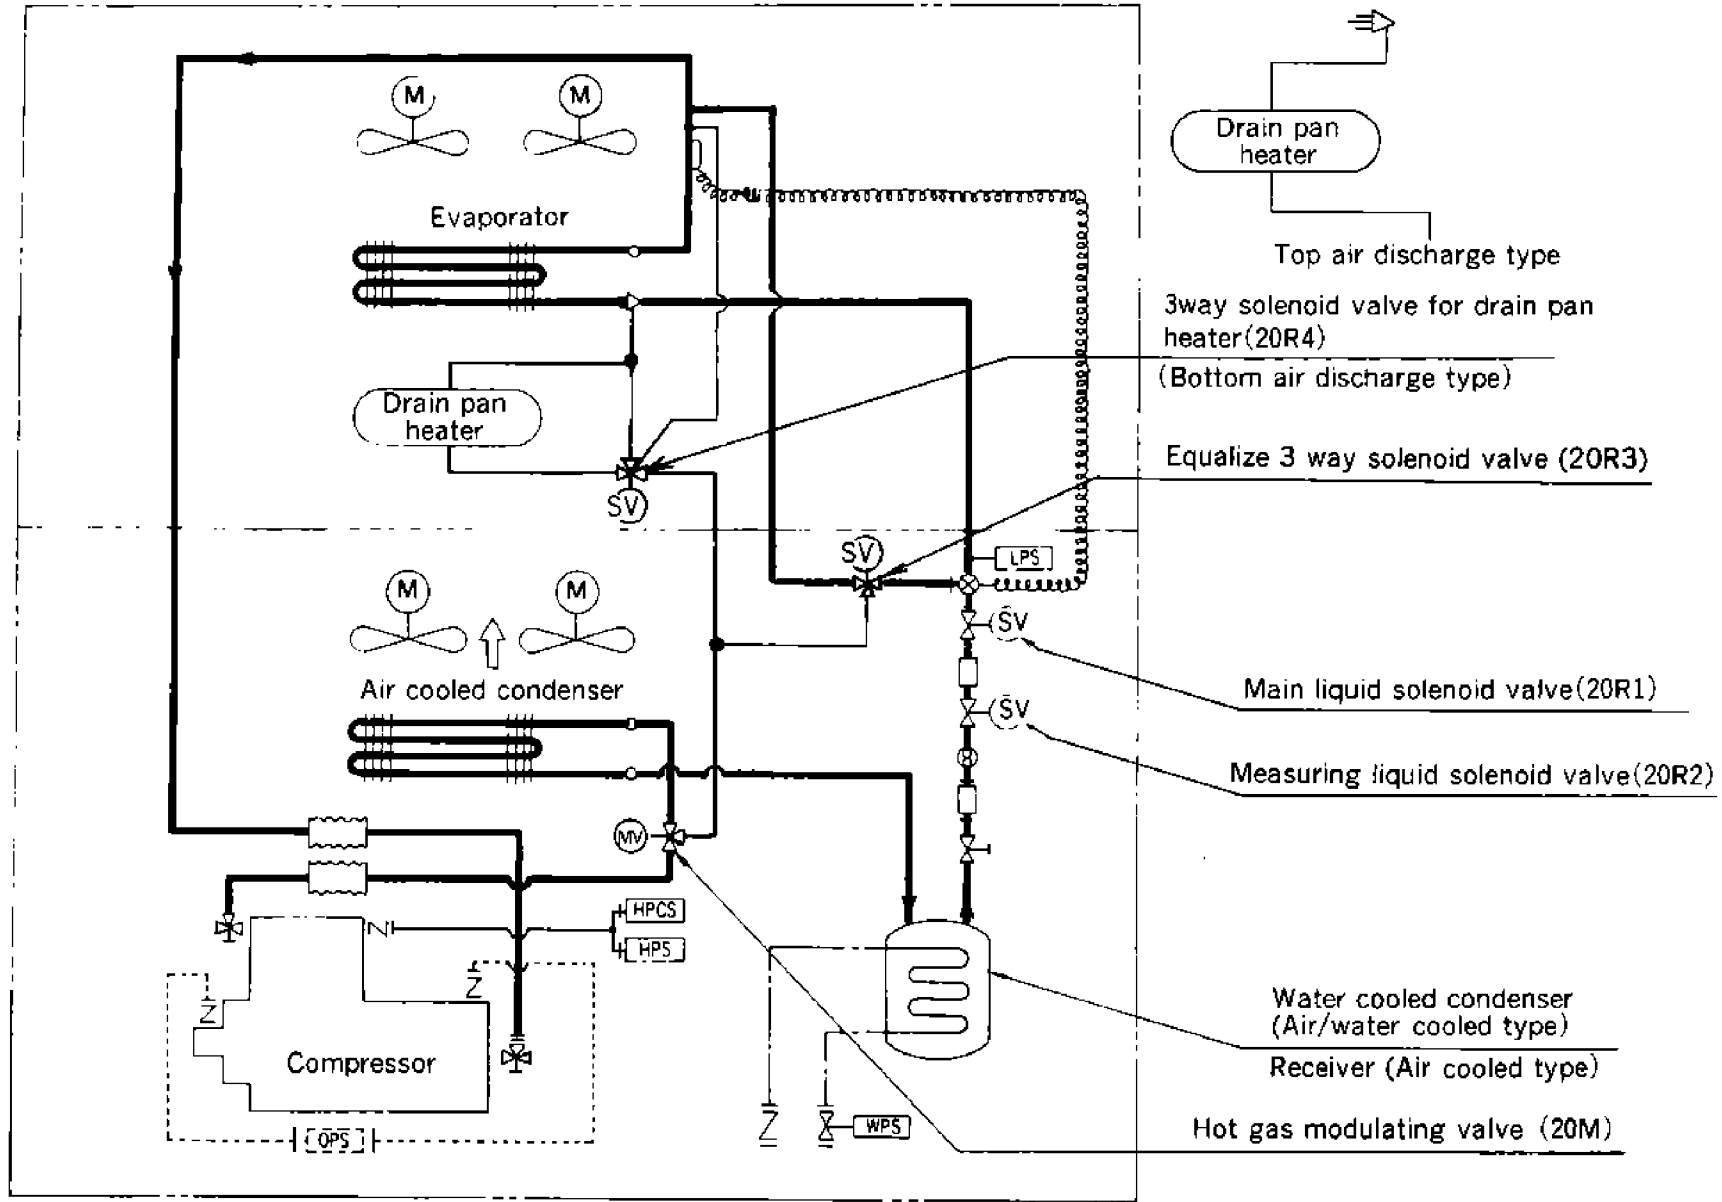 M
M
Drain pan
heater
Evaporator
Top air discharge type
3way solenoid valve for drain pan
heater(20R4)
(Bottom air discharge type)
Drain pan
heater
Equalize 3 way solenoid valve (20R3)
SV
SV
LPS
M
M
SV
Air cooled condenser
Main liquid solenoid valve(20R1)
SV
Measuring liquid solenoid valve(20R2)
MV
HPCS
HPS
Water cooled condenser
(Air/water cooled type)
Compressor
Receiver (Air cooled type)
OPS
WPS
Hot gas modulating valve (20M)